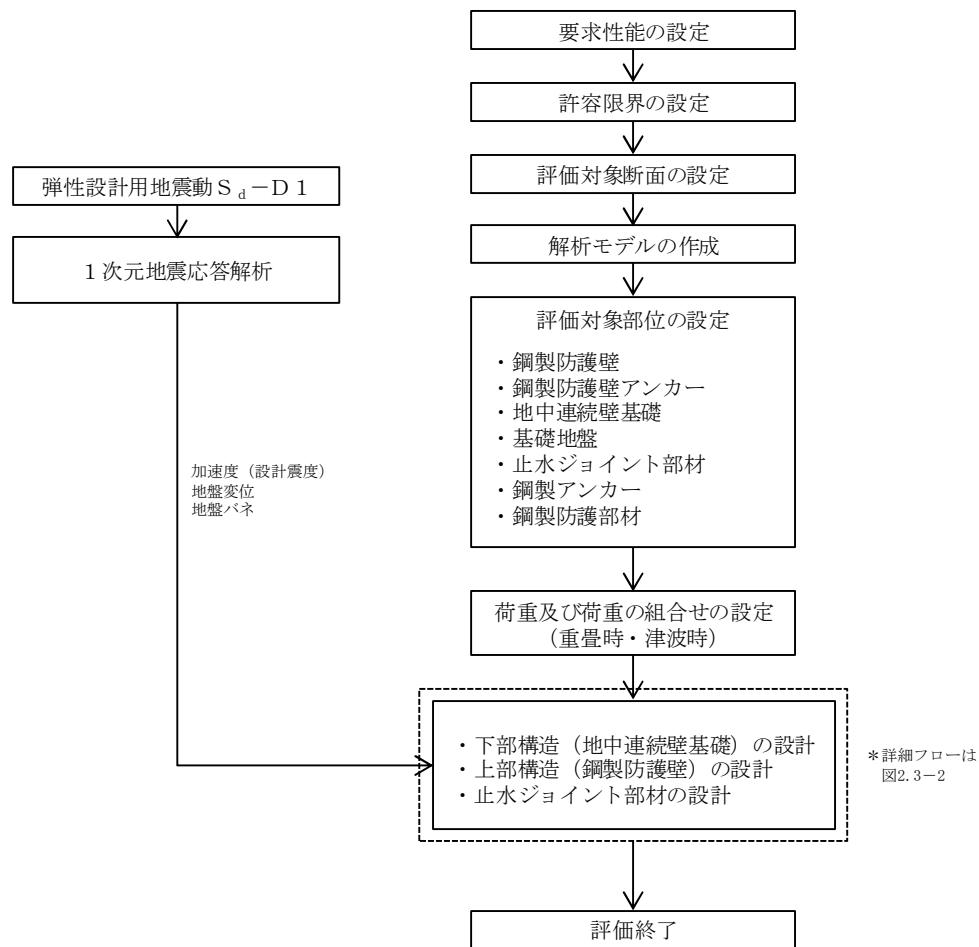 要求性能の設定
許容限界の設定
評価対象断面の設定
解析モデルの作成
弾性設計用地震動Ｓｄ－Ｄ１
１次元地震応答解析
加速度（設計震度）
地盤変位
地盤バネ
評価対象部位の設定
・鋼製防護壁
・鋼製防護壁アンカー
・地中連続壁基礎
・基礎地盤
・止水ジョイント部材
・鋼製アンカー
・鋼製防護部材
荷重及び荷重の組合せの設定
（重畳時・津波時）
・下部構造（地中連続壁基礎）の設計
・上部構造（鋼製防護壁）の設計
・止水ジョイント部材の設計
＊詳細フローは
図2.3－2
評価終了